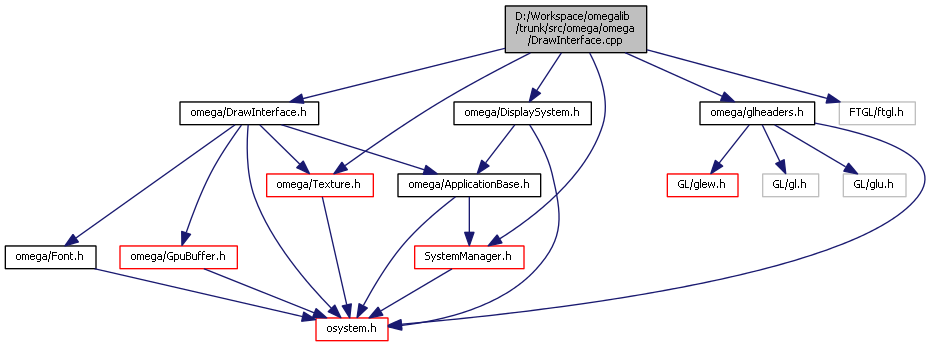 D:/Workspace/omegalib
/trunk/src/omega/omega
/DrawInterface.cpp
omega/DrawInterface.h
omega/DisplaySystem.h
omega/glheaders.h
FTGL/ftgl.h
omega/Texture.h
omega/ApplicationBase.h
GL/glew.h
GL/gl.h
GL/glu.h
omega/Font.h
omega/GpuBuffer.h
SystemManager.h
osystem.h